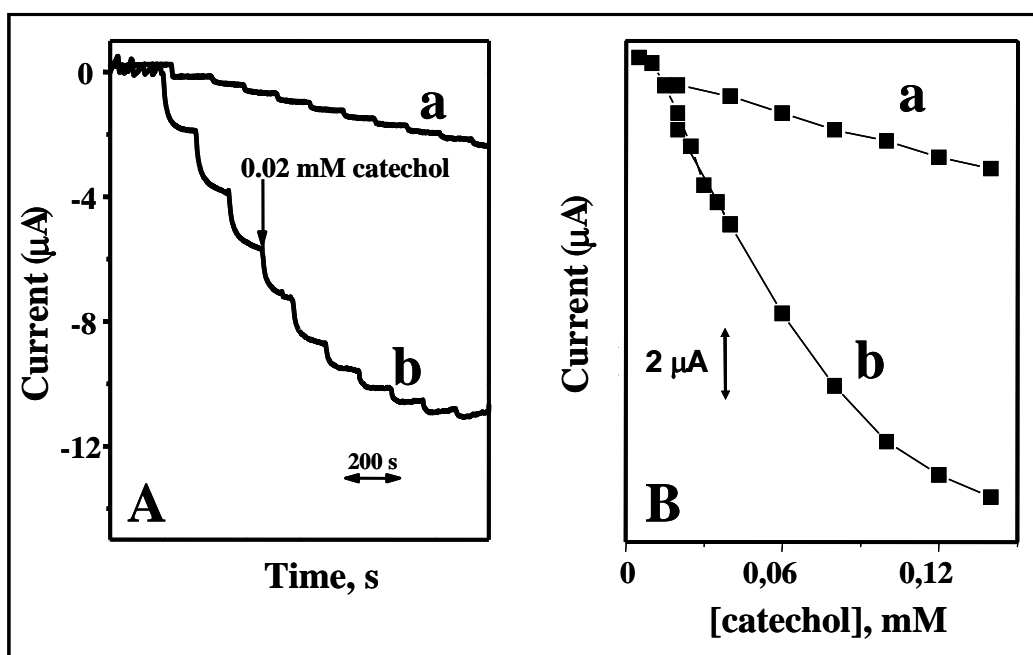 0
-4
-8
-12
Current (μA)
a
0.02 mM catechol
b
200 s
A
Time, s
Current (μA)
a
2 μA
b
B
0
0,06
0,12
[catechol], mM